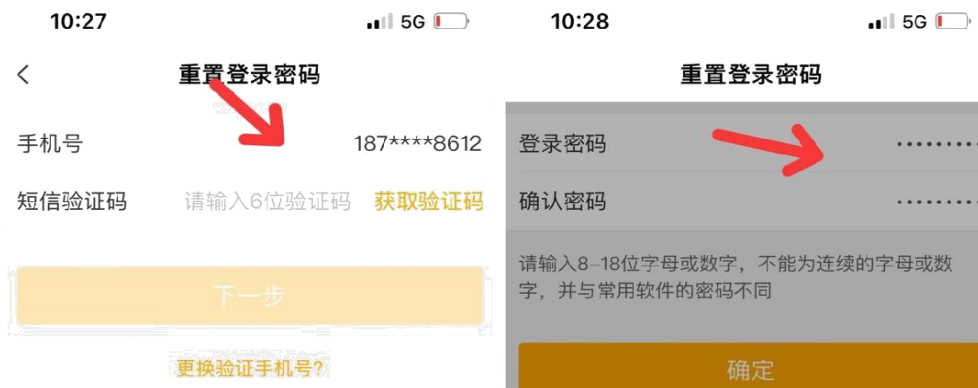 10:27
5G
重置登录密码
手机号
187****8612
短信验证码
请输入6位验证码
获取验证码
下一步
更换验证手机号?
10:28
5G
重置登录密码
登录密码
·········
确认密码
·········
请输入8-18位字母或数字，不能为连续的字母或数
字，并与常用软件的密码不同
确定